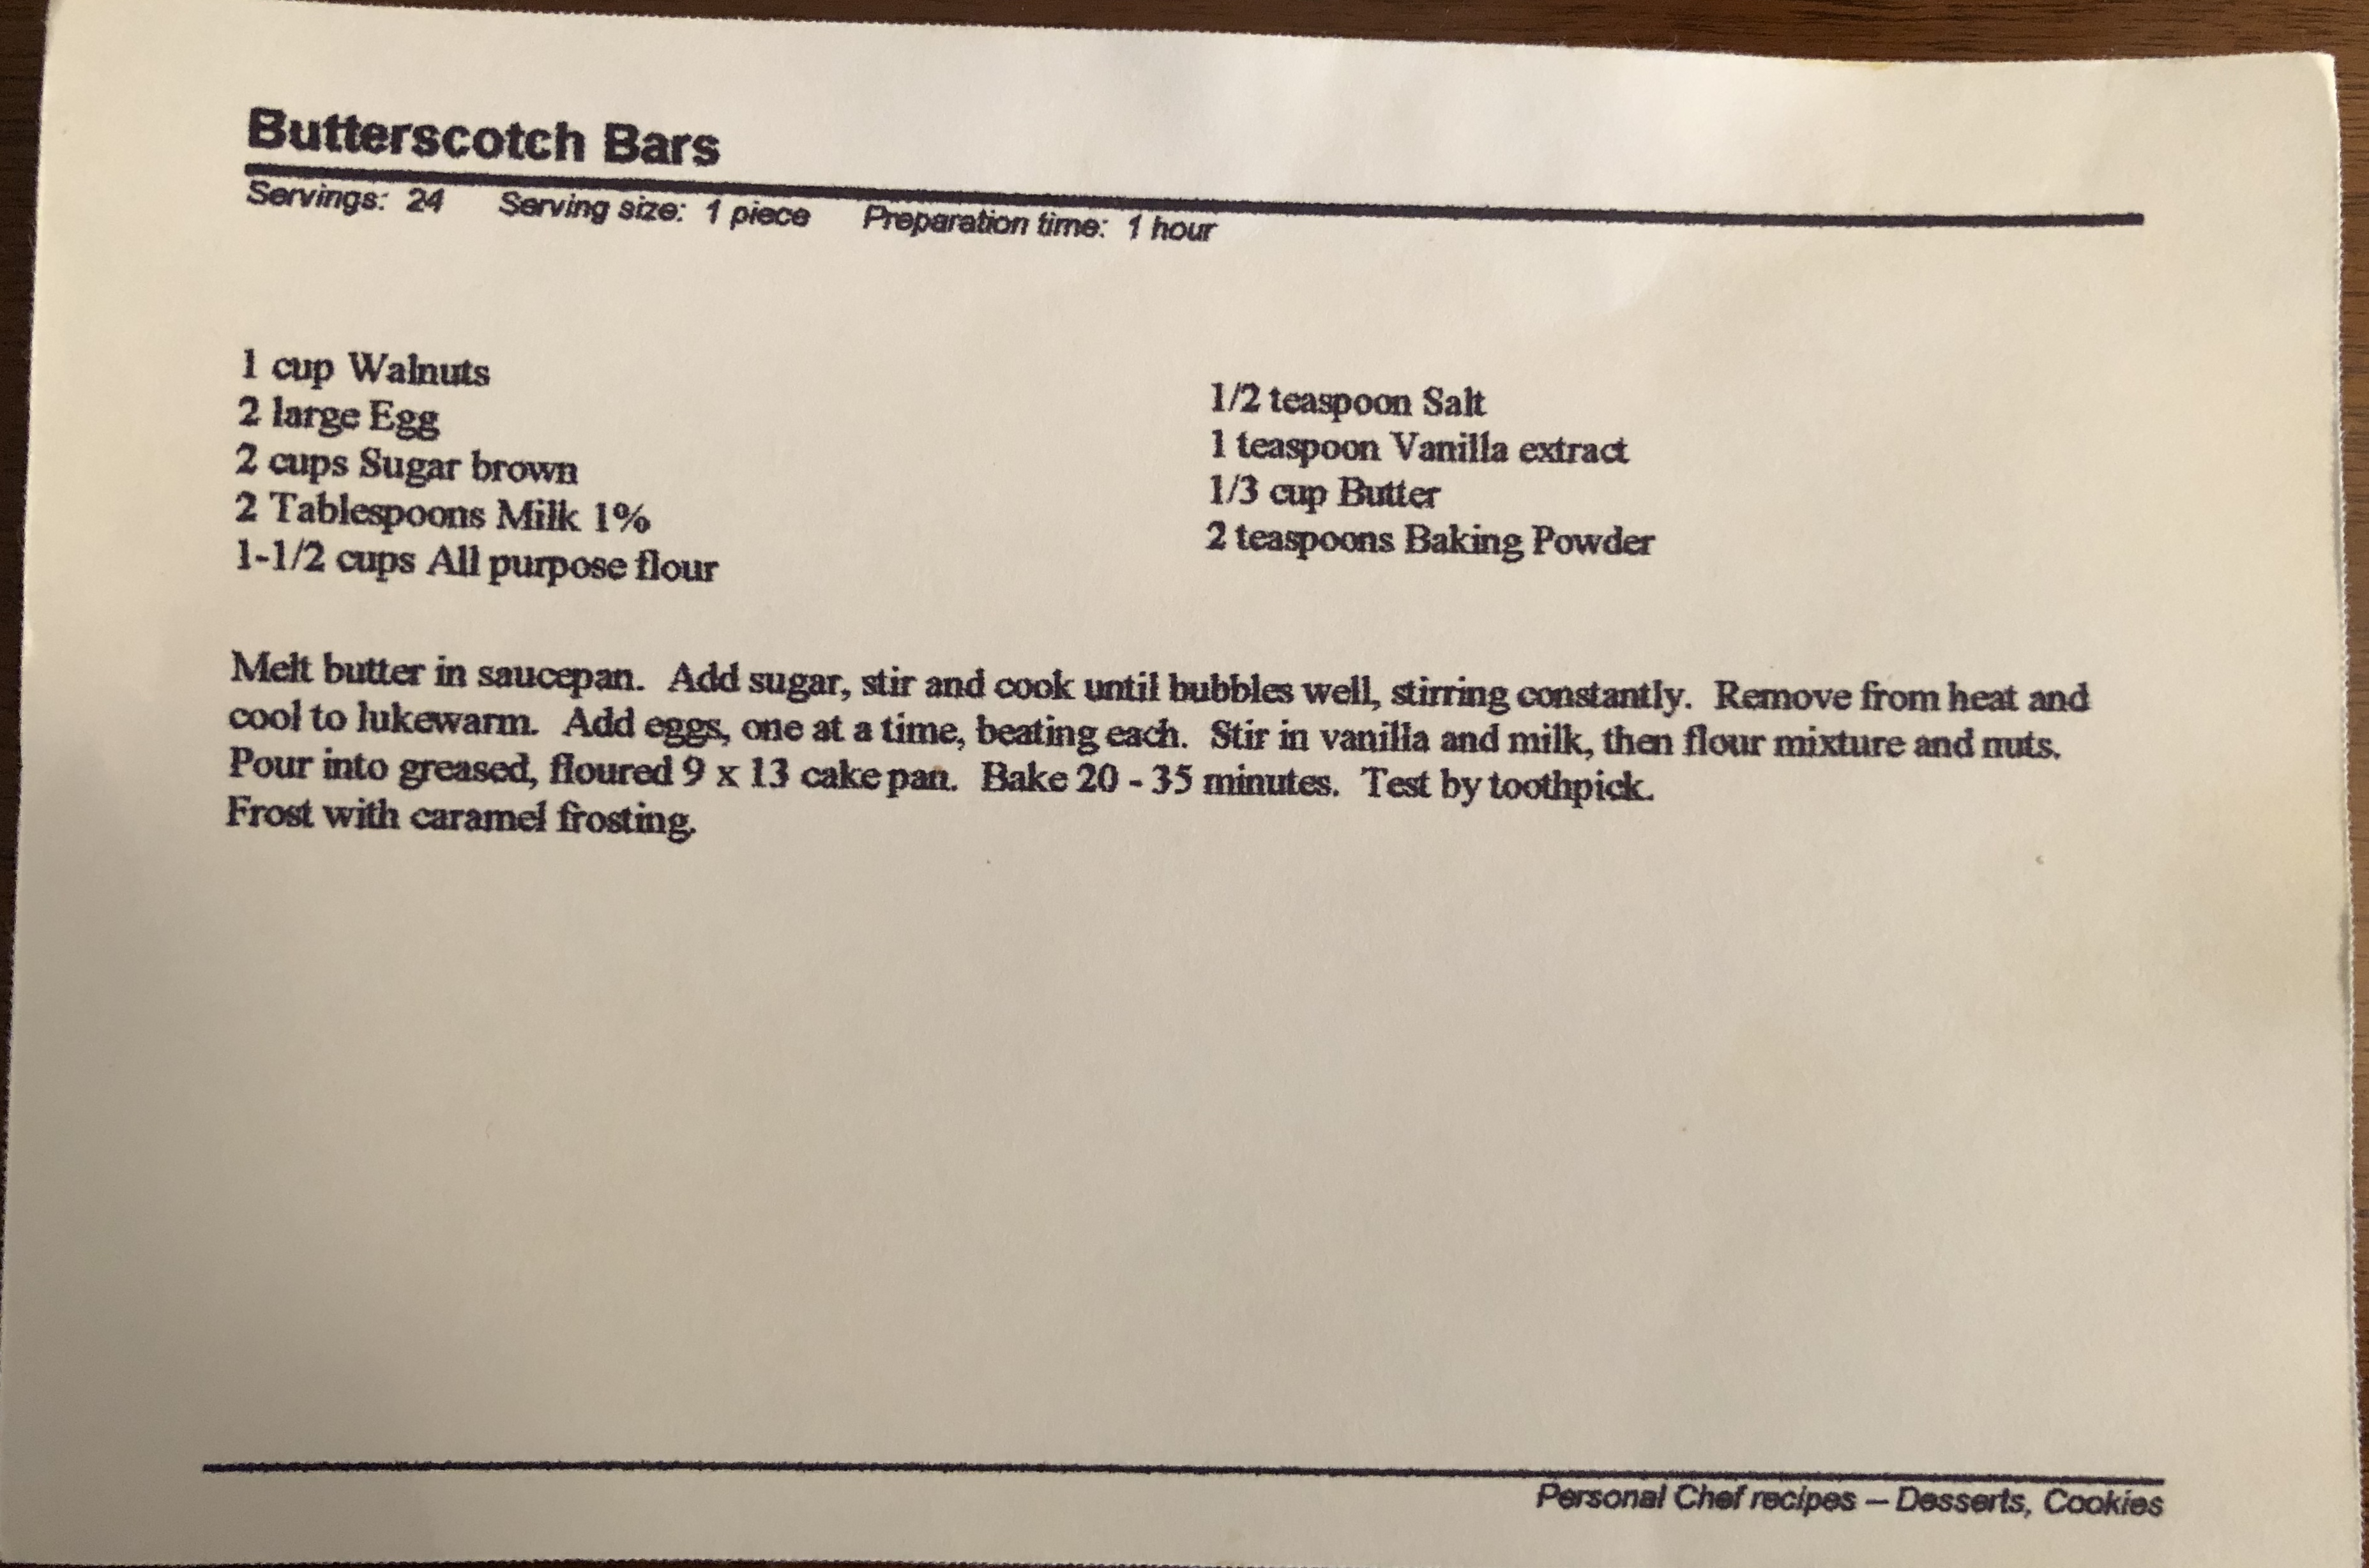 Butterscotch Bars
Servings: 24 Serving size: 1 piece Preparation time: 1 hour
1 cup Walnuts
2 large Egg
2 cups Sugar brown
2 Tablespoons Milk 1%
1-1/2 cups All purpose flour
1/2 teaspoon Salt
1 teaspoon Vanilla extract
1/3 cup Butter
2 teaspoons Baking Powder
Melt butter in saucepan. Add sugar, stir and cook until bubbles well, stirring constantly. Remove from heat and
cool to lukewarm. Add eggs, one at a time, beating each. Stir in vanilla and milk, then flour mixture and nuts.
Pour into greased, floured 9 x 13 cake pan. Bake 20 - 35 minutes. Test by toothpick.
Frost with caramel frosting.
Personal Chef recipes – Desserts, Cookies